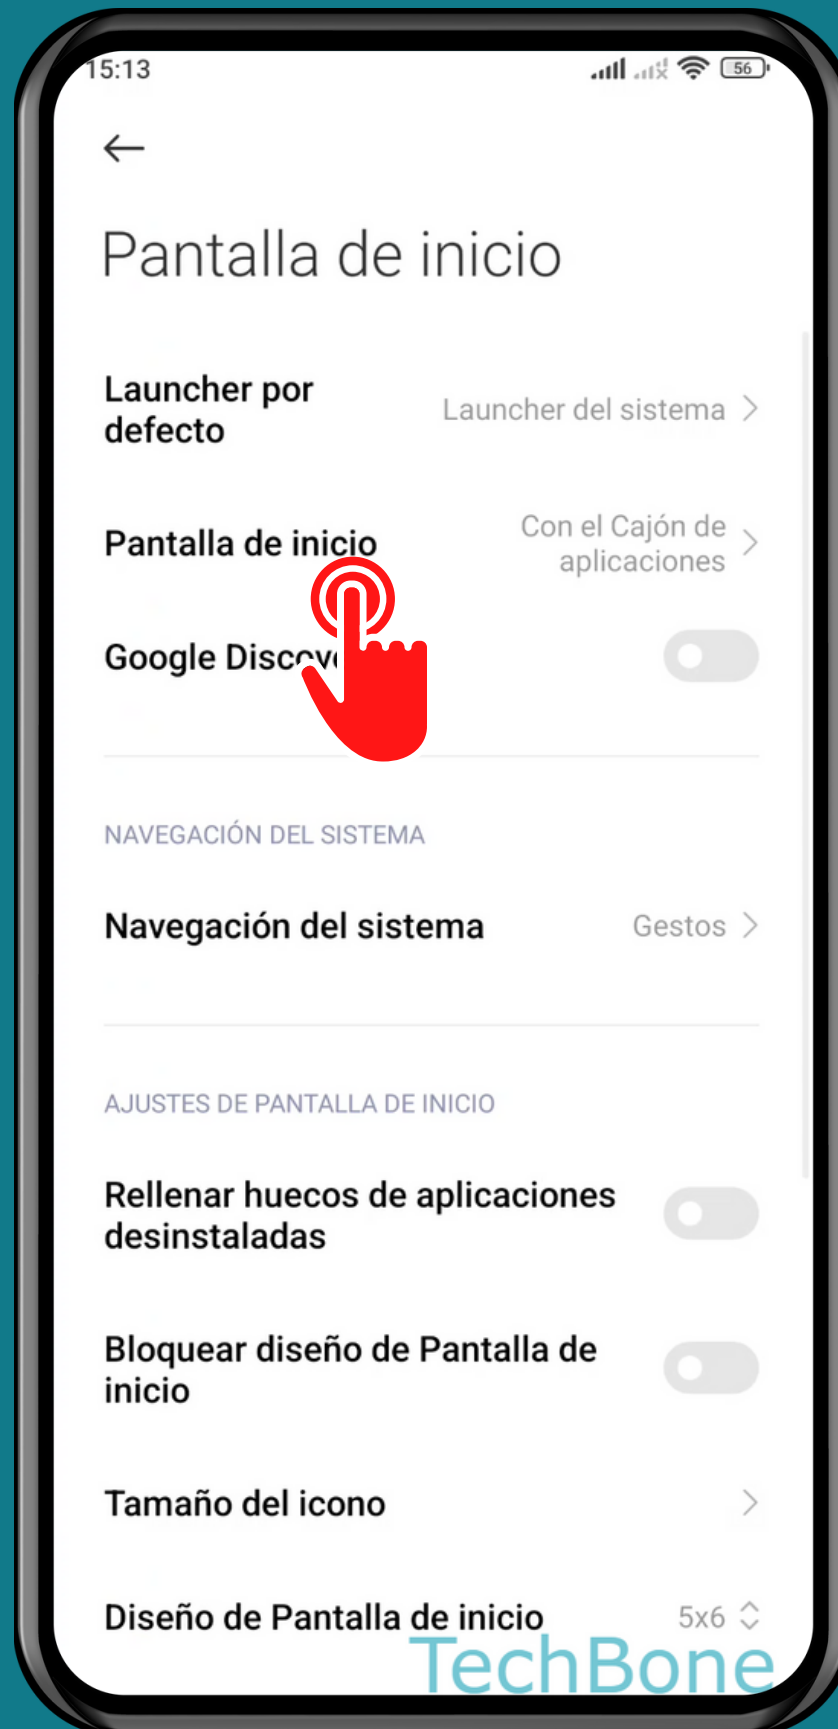 15:13
56
Pantalla de inicio
Launcher por
defecto
Launcher del sistema
Pantalla de inicio
Con el Cajón de
aplicaciones
Google Discov
NAVEGACIÓN DEL SISTEMA
Navegación del sistema
Gestos
AJUSTES DE PANTALLA DE INICIO
Rellenar huecos de aplicaciones
desinstaladas
Bloquear diseño de Pantalla de
inicio
Tamaño del icono
Diseño de Pantalla de inicio
5x6
TechBone